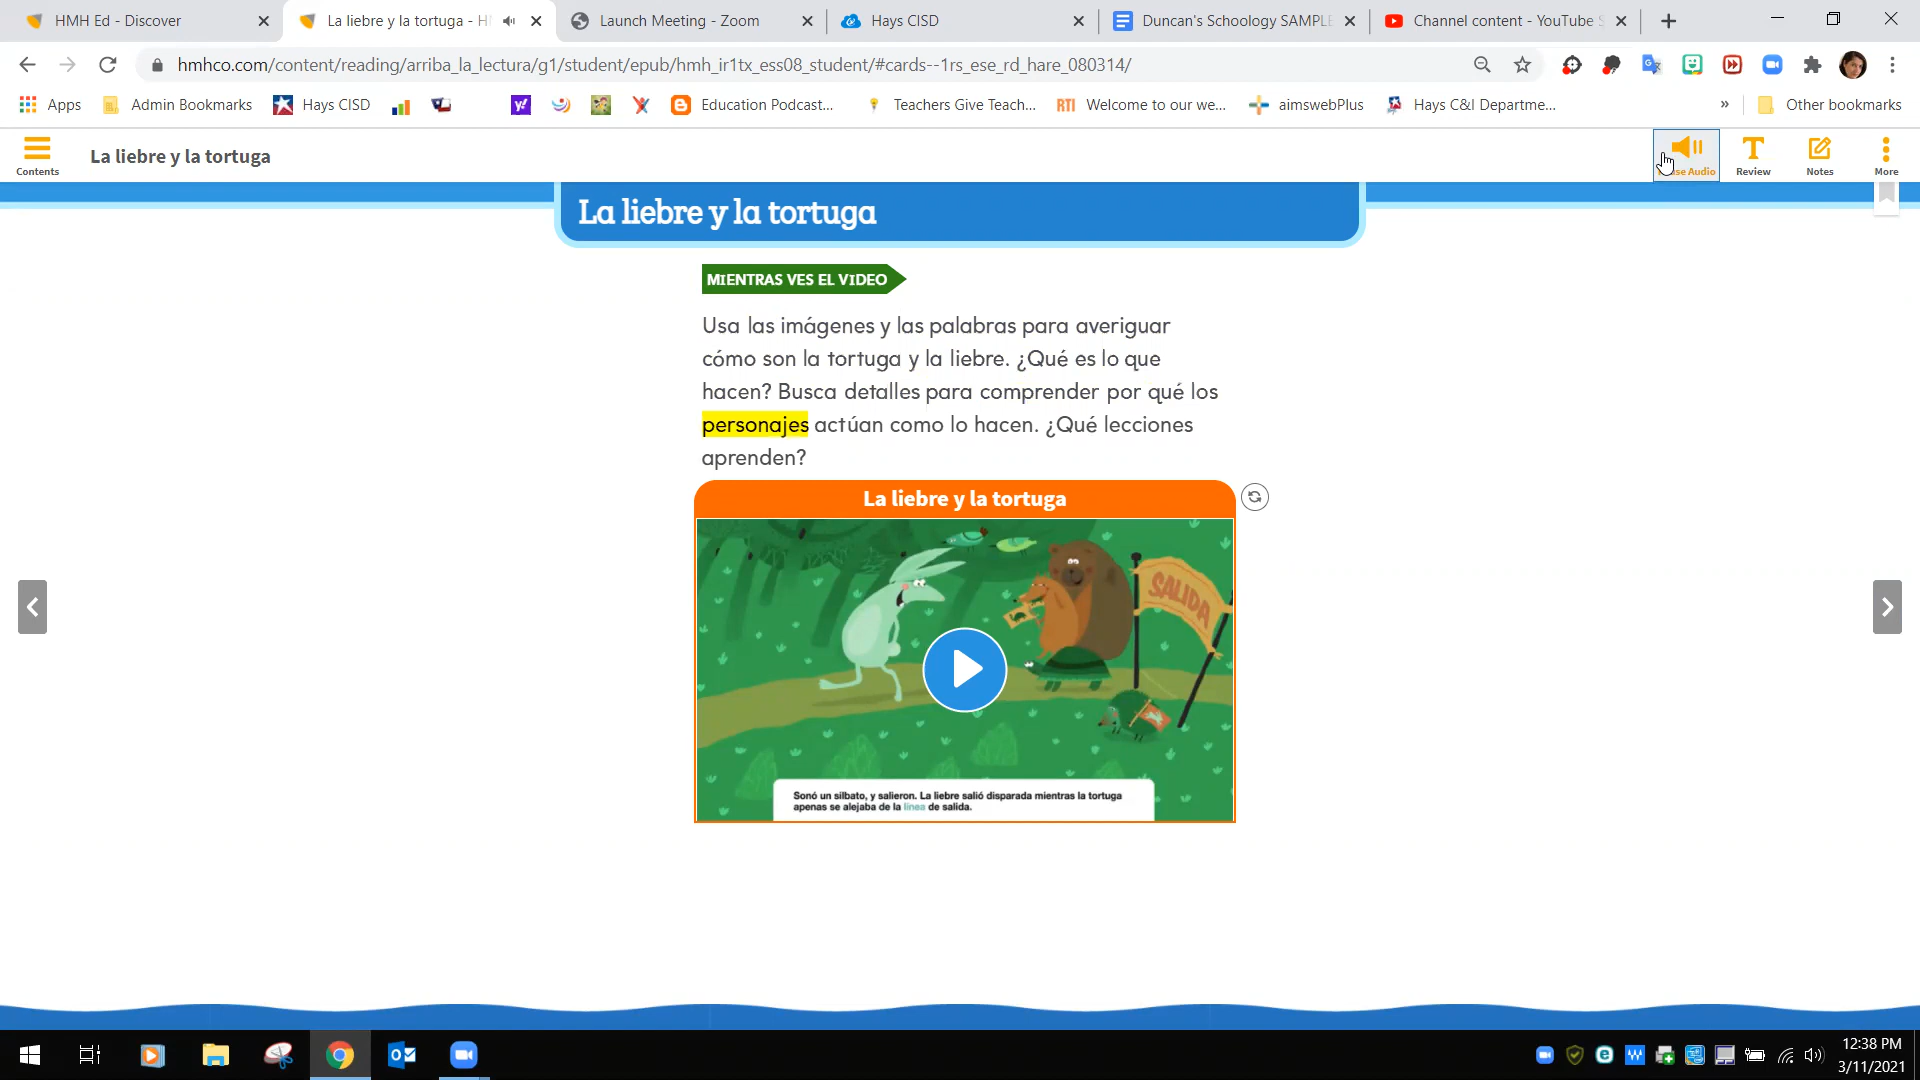 HMH Ed - Discover
La liebre y la tortuga - H
Launch Meeting - Zoom
Hays CISD
Duncan's Schoology SAMPLE
Channel content - YouTube S
hmhco.com/content/reading/arriba_la_lectura/g1/student/epub/hmh_ir1tx_ess08_student/#cards--1rs_ese_rd_hare_080314/
Apps
Admin Bookmarks
Hays CISD
Education Podcast...
Teachers Give Teach...
RTI
Welcome to our we...
aimswebPlus
Hays C&I Departme...
»
Other bookmarks
Contents
La liebre y la tortuga
Audio
Review
Notes
More
La liebre y la tortuga
MIENTRAS VES EL VIDEO
Usa las imágenes y las palabras para averiguar
cómo son la tortuga y la liebre. ¿Qué es lo que
hacen? Busca detalles para comprender por qué los
personajes actúan como lo hacen. ¿Qué lecciones
aprenden?
La liebre y la tortuga
SALIDA
Sonó un silbato, y salieron. La liebre salió disparada mientras la tortuga
apenas se alejaba de la línea de salida.
12:38 PM
3/11/2021